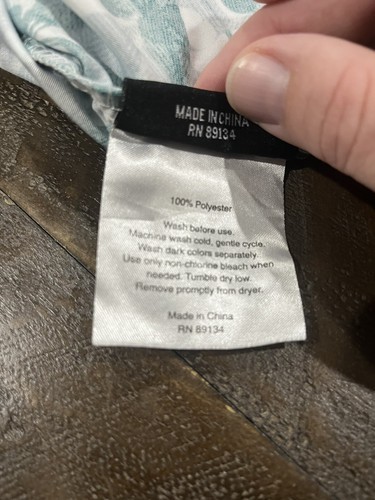 MADE IN CHINA
RN 89134
100% Polyester
Wash before use.
Machine wash cold, gentle cycle.
Wash dark colors separately.
Use only non-chlorine bleach when
needed. Tumble dry low.
Remove promptly from dryer.
Made in China
RN 89134